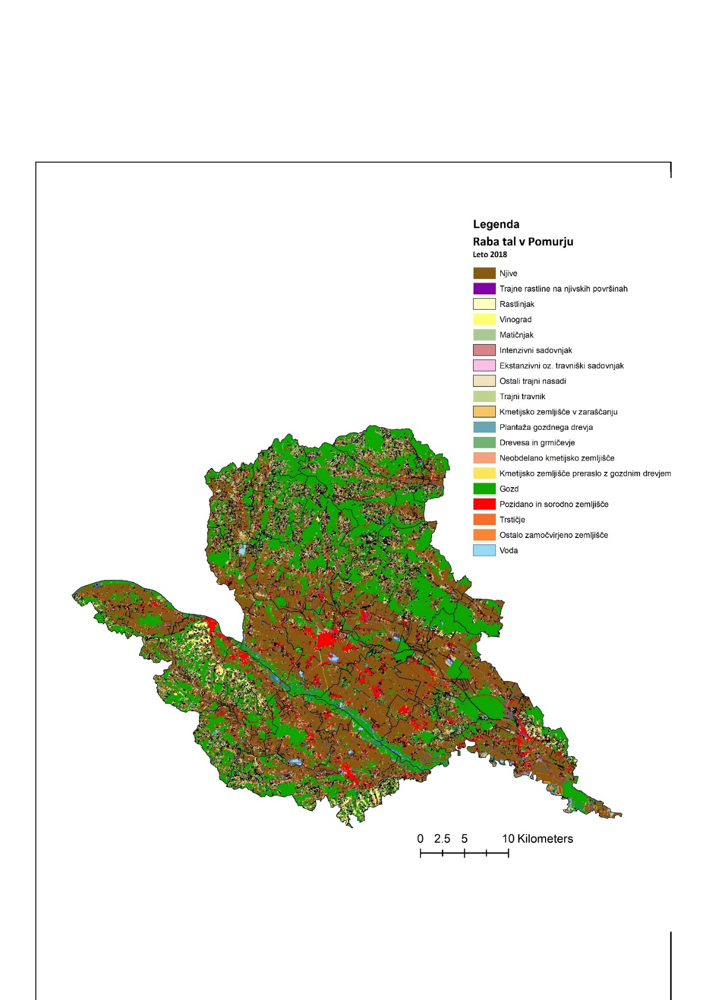 Legenda
Raba tal v Pomurju
Leto 2018
Njive
Trajne rastline na njivskih površinah
Rastlinjak
Vinograd
Matičnjak
Intenzivni sadovnjak
Ekstanzivni oz. travniški sadovnjak
Ostali trajni nasadi
Trajni travnik
Kmetijsko zemljišče v zaraščanju
Plantaža gozdnega drevja
Drevesa in grmičevje
Neobdelano kmetijsko zemljišče
Kmetijsko zemljišče preraslo z gozdnim drevjem
Gozd
Pozidano in sorodno zemljišče
Trstičje
Ostalo zamočvirjeno zemljišče
Voda
0 2.5 5 10 Kilometers